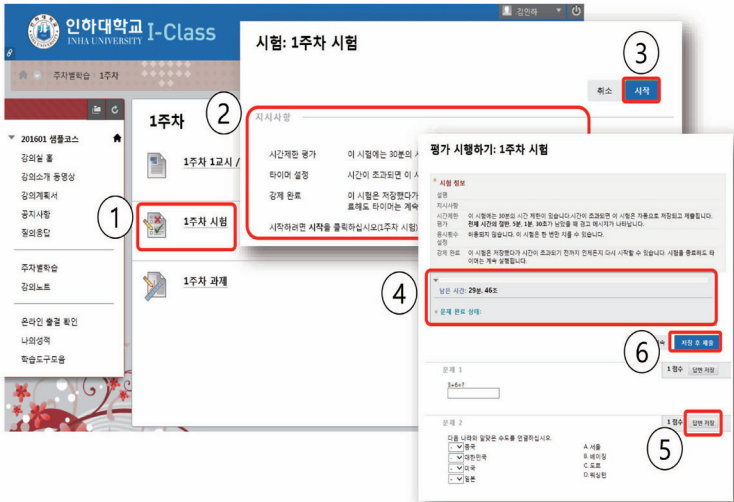 김인하
인하대학교 I-Class
INHA UNIVERSITY
주차별학습 1주차
201601 샘플코스
강의실 홈
강의소개 동영상
강의계획서
공지사항
질의응답
주차별학습
강의노트
온라인 출결 확인
나의성적
학습도구모음
1주차
1주차 1교시 /
1
1주차 시험
1주차 과제
2
시험: 1주차 시험
3
취소 시작
지시사항
시간제한 평가 이 시험에는 30분의 시
타이머 설정 시간이 초과되면 이 시
강제 완료 이 시험은 저장했다가
료해도 타이머는 계속
시작하려면 시작을 클릭하십시오(1주차 시험)
평가 시행하기: 1주차 시험
* 시험 정보
설명
지시사항
시간제한 이 시험에는 30분의 시간 제한이 있습니다.시간이 초과되면 이 시험은 자동으로 저장되고 제출됩니다.
평가 전체 시간의 절반, 5분, 1분, 30초가 남았을 때 경고 메시지가 나타납니다.
응시횟수 허용되지 않습니다. 이 시험은 한 번만 치를 수 있습니다.
설정
강제 완료 이 시험은 저장했다가 시간이 초과되기 전까지 언제든지 다시 시작할 수 있습니다. 시험을 종료해도 타
이머는 계속 실행됩니다.
4
남은 시간: 29분, 46초
문제 완료 상태:
6
저장 후 제출
문제 1 1 점수 답변 저장
3+6=?
문제 2 1 점수 답변 저장
5
다음 나라와 알맞은 수도를 연결하십시오.
- 중국 A. 서울
- 대한민국 B. 베이징
- 미국 C. 도쿄
- 일본 D. 워싱턴